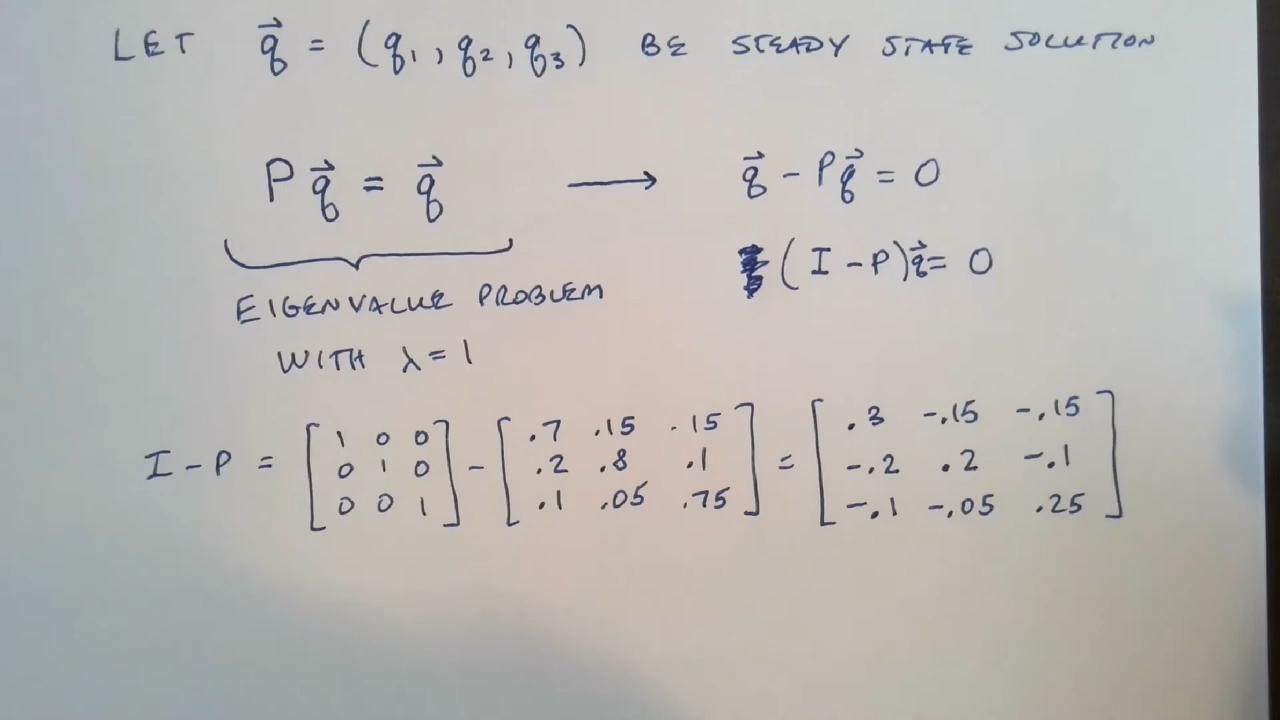 LET q⃗ = (q₁, q₂, q₃) BE STEADY STATE SOLUTION
P q⃗ = q⃗ ⟶ q⃗ - Pq⃗ = 0
(I - P)q⃗ = 0
EIGENVALUE PROBLEM
WITH λ = 1
I - P = [1 0 0; 0 1 0; 0 0 1] - [.7 .15 .15; .2 .8 .1; .1 .05 .75] = [.3 -.15 -.15; -.2 .2 -.1; -.1 -.05 .25]